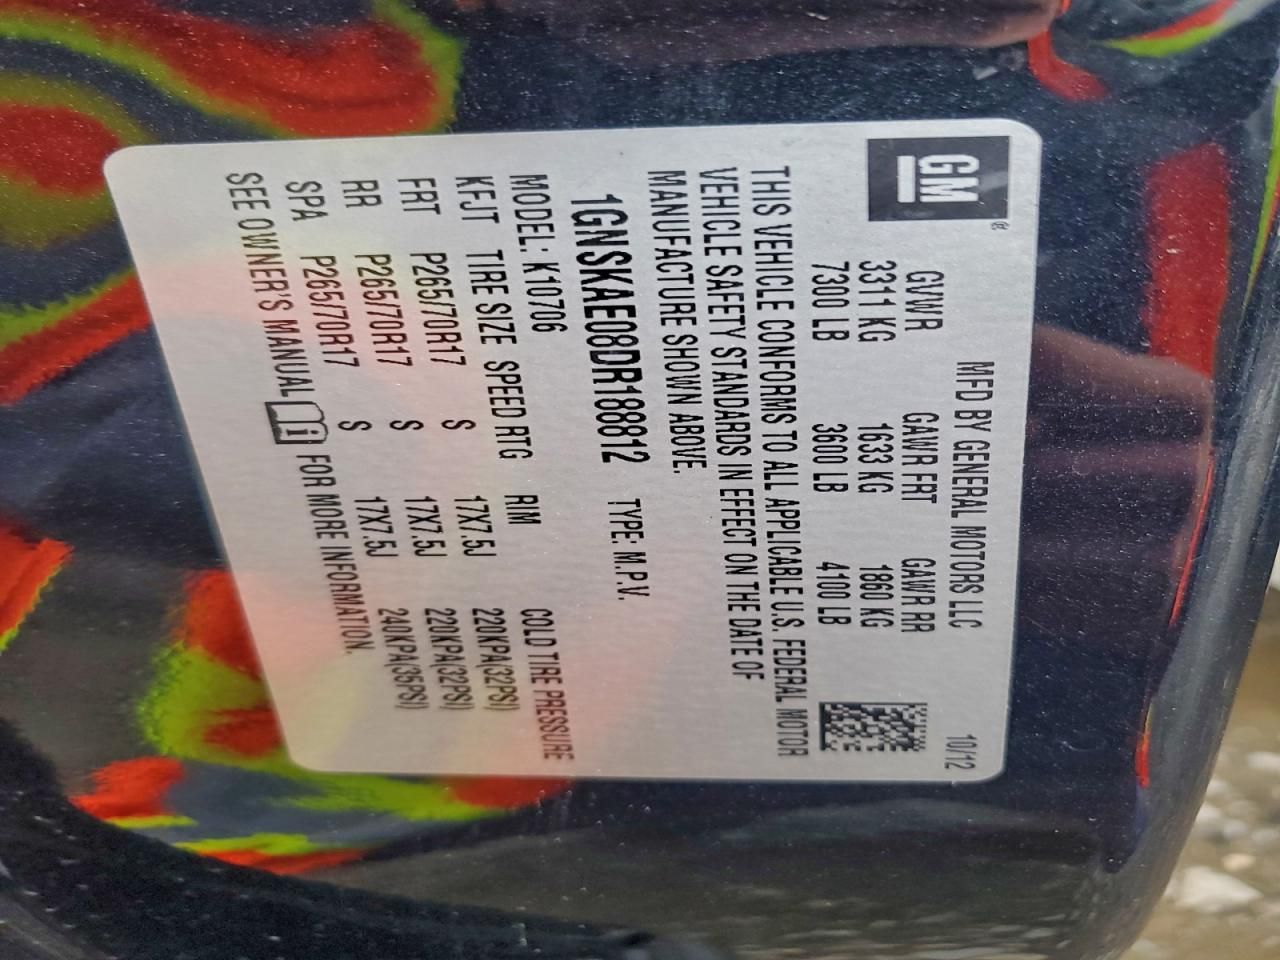 GM®
MFD BY GENERAL MOTORS LLC 10/12
GVWR GAWR FRT GAWR RR
3311 KG 1633 KG 1860 KG
7300 LB 3600 LB 4100 LB
THIS VEHICLE CONFORMS TO ALL APPLICABLE U.S. FEDERAL MOTOR
VEHICLE SAFETY STANDARDS IN EFFECT ON THE DATE OF
MANUFACTURE SHOWN ABOVE.
1GNSKAE08DR188812 TYPE: M.P.V.
MODEL: K10706
KFJT TIRE SIZE SPEED RTG RIM COLD TIRE PRESSURE
FRT P265/70R17 S 17X7.5J 220KPA(32PSI)
RR P265/70R17 S 17X7.5J 220KPA(32PSI)
SPA P265/70R17 S 17X7.5J 240KPA(35PSI)
SEE OWNER'S MANUAL i FOR MORE INFORMATION.